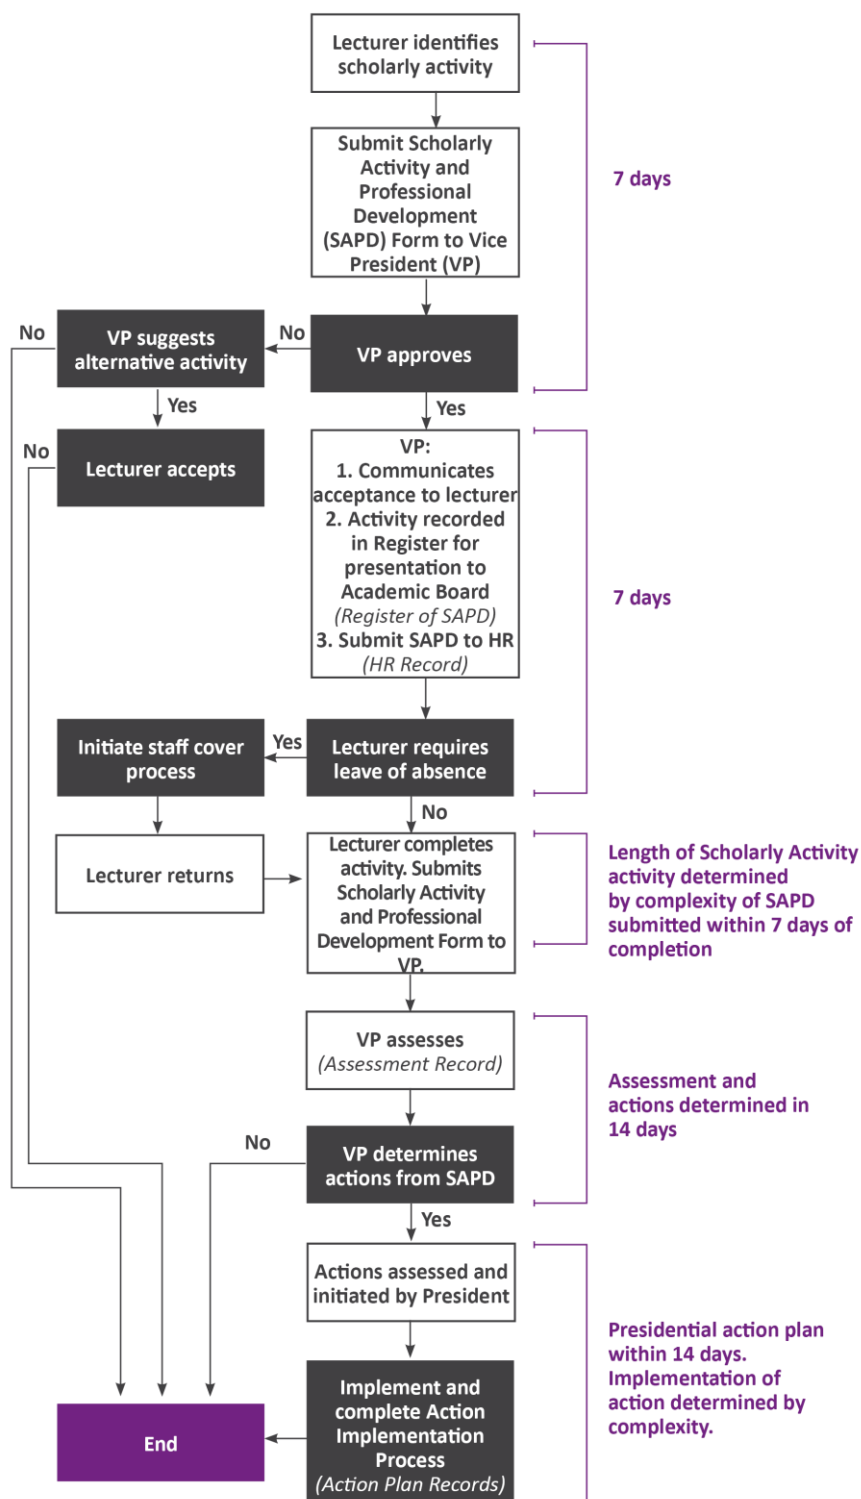 Lecturer identifies
scholarly activity
Submit Scholarly
Activity and
Professional
Development
(SAPD) Form to Vice
President (VP)
7 days
No
VP suggests
alternative activity
No
VP approves
Yes
Yes
No
Lecturer accepts
VP:
1. Communicates
acceptance to lecturer
2. Activity recorded
in Register for
presentation to
Academic Board
(Register of SAPD)
3. Submit SAPD to HR
(HR Record)
7 days
Initiate staff cover
process
Yes
Lecturer requires
leave of absence
No
Lecturer returns
Lecturer completes
activity. Submits
Scholarly Activity
and Professional
Development Form to
VP.
Length of Scholarly Activity
activity determined
by complexity of SAPD
submitted within 7 days of
completion
VP assesses
(Assessment Record)
Assessment and
actions determined in
14 days
No
VP determines
actions from SAPD
Yes
Actions assessed and
initiated by President
Presidential action plan
within 14 days.
Implementation of
action determined by
complexity.
Implement and
complete Action
Implementation
Process
(Action Plan Records)
End